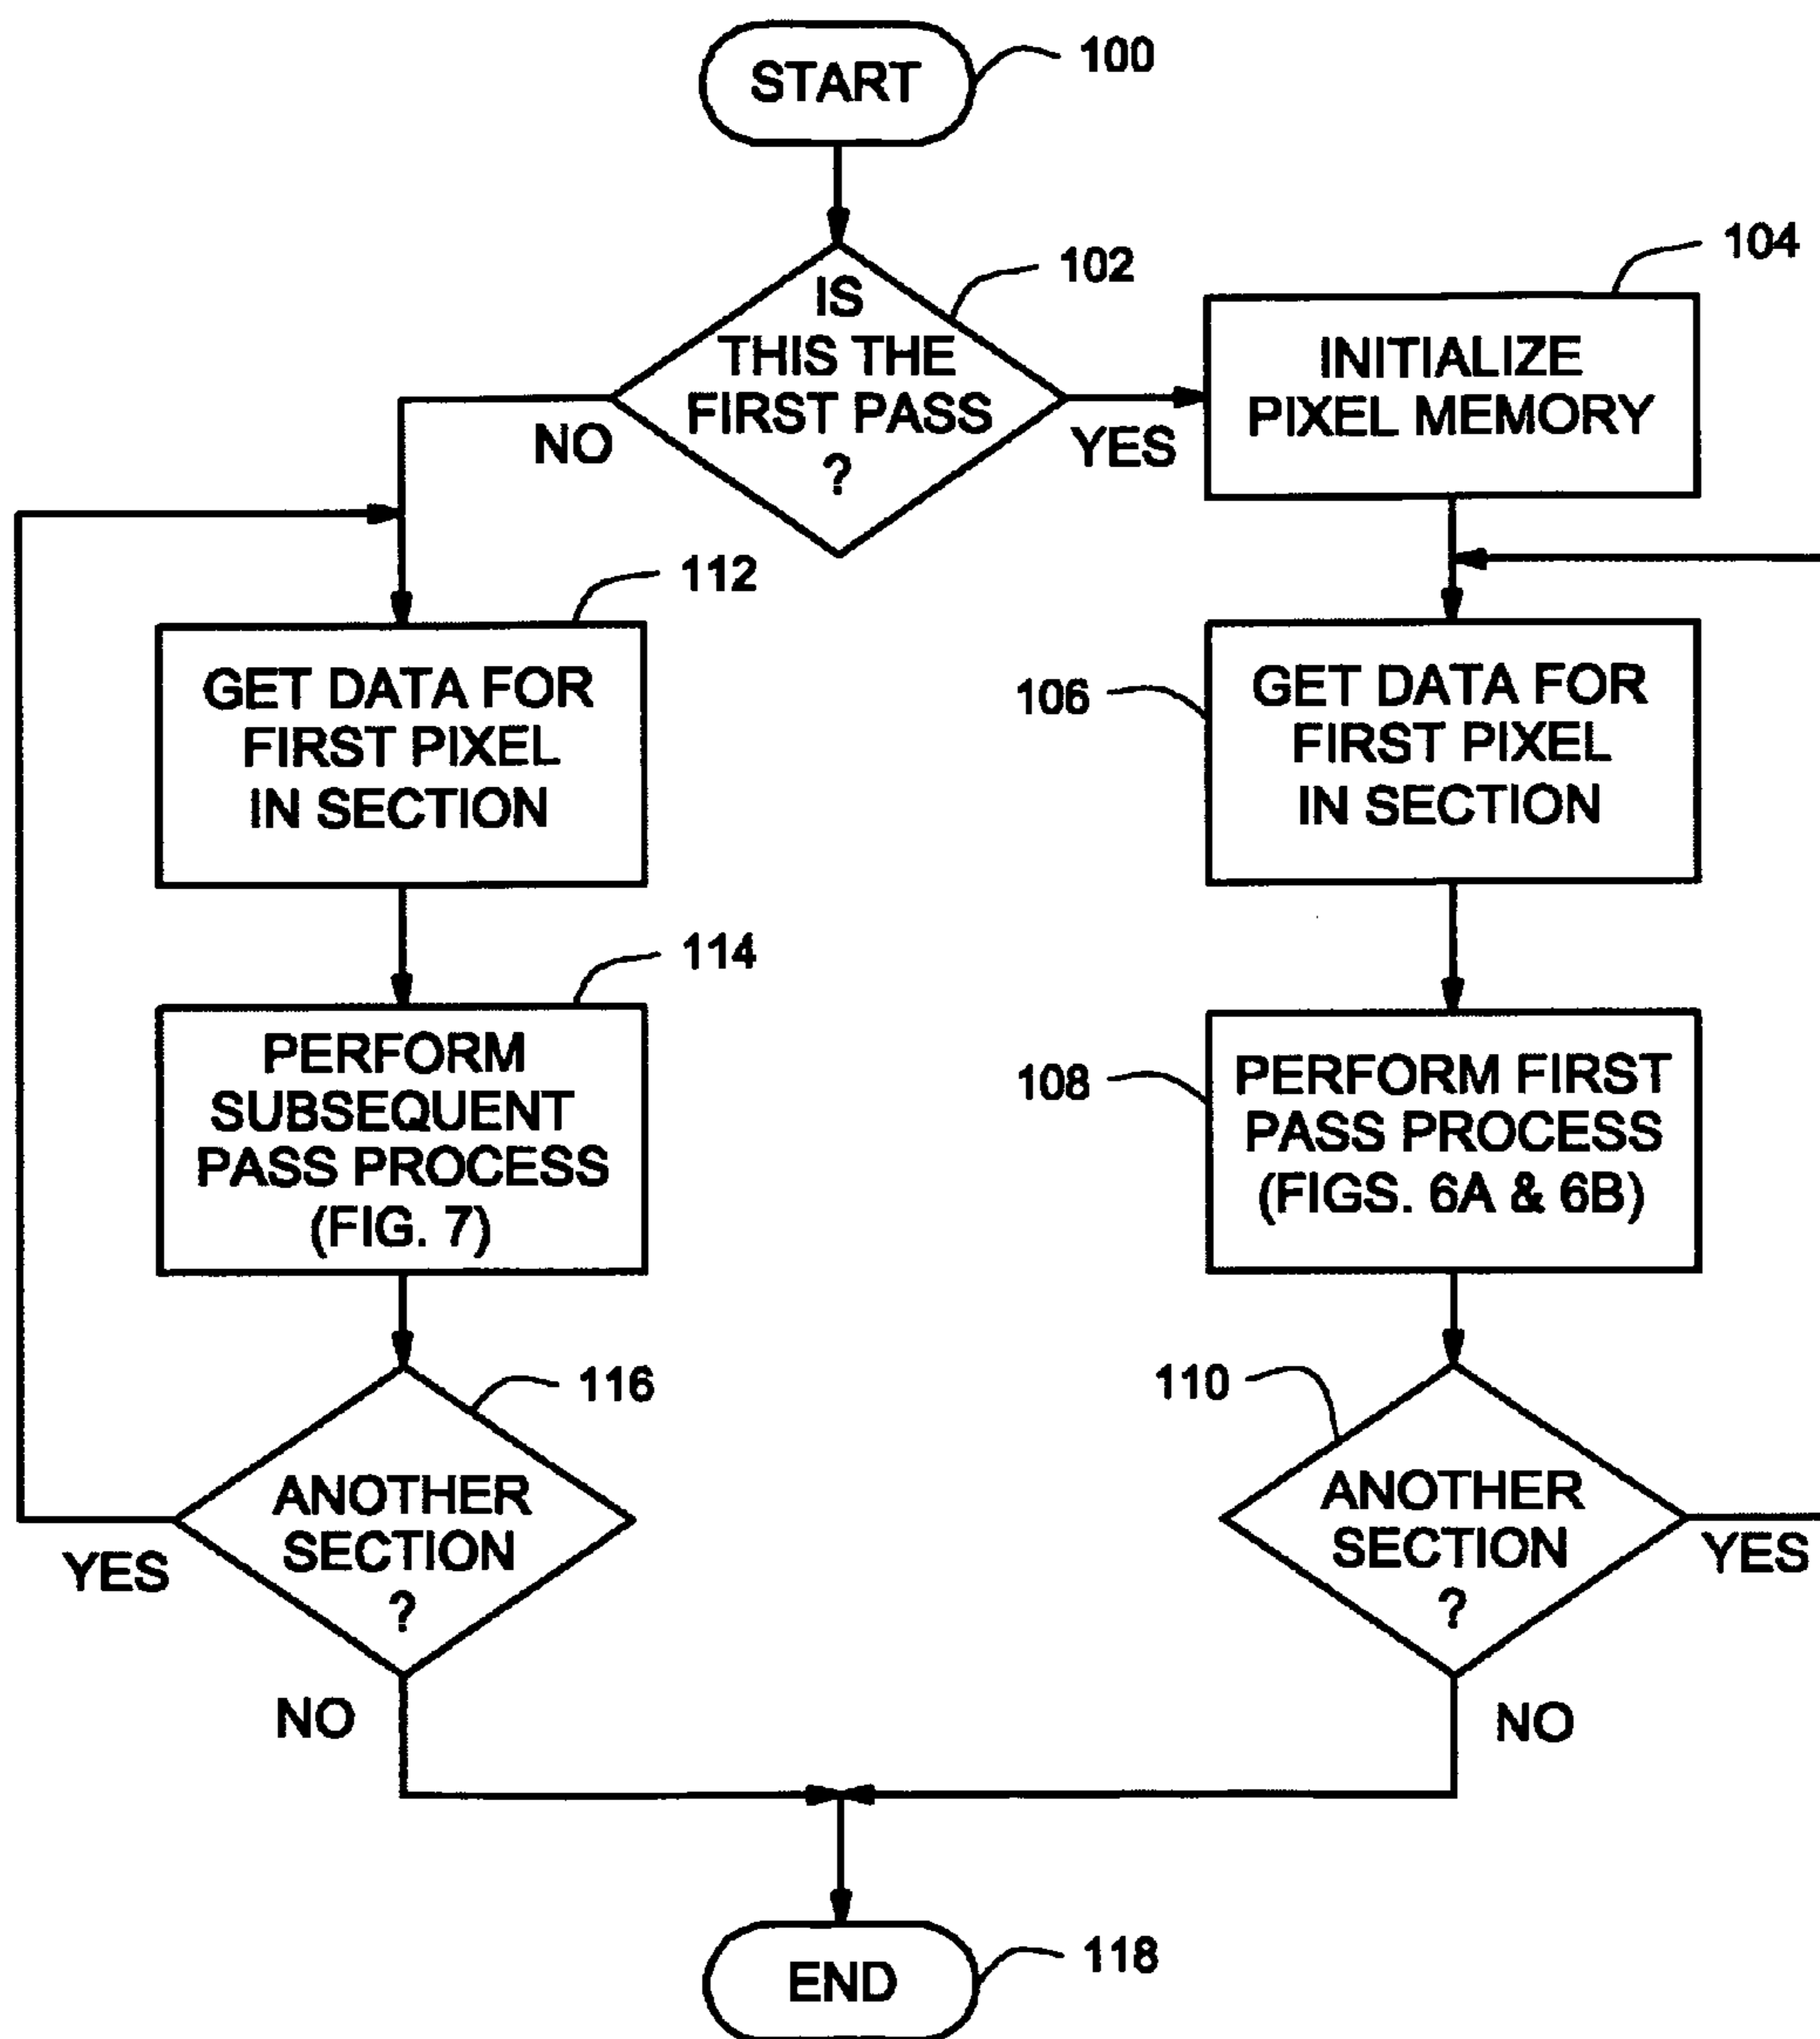 START
100
IS
THIS THE
FIRST PASS
?
102
NO
YES
INITIALIZE
PIXEL MEMORY
104
GET DATA FOR
FIRST PIXEL
IN SECTION
112
GET DATA FOR
FIRST PIXEL
IN SECTION
106
PERFORM
SUBSEQUENT
PASS PROCESS
(FIG. 7)
114
PERFORM FIRST
PASS PROCESS
(FIGS. 6A & 6B)
108
ANOTHER
SECTION
?
116
YES
NO
ANOTHER
SECTION
?
110
YES
NO
END
118